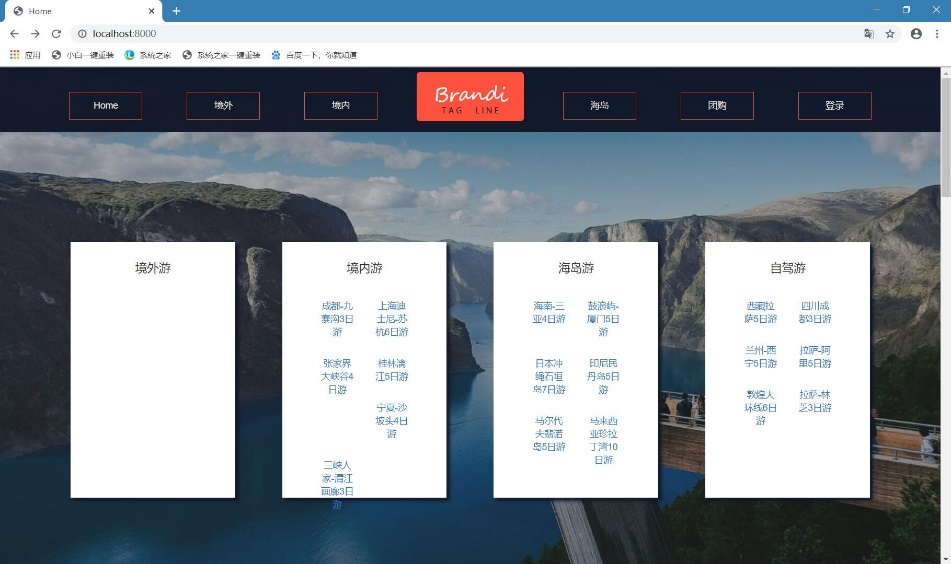 Home
localhost:8000
应用
小白一键重装
系统之家
系统之家一键重装
百度一下，你就知道
Home
境外
境内
Brandi
TAG LINE
海岛
团购
登录
境外游
境内游
成都-九
寨沟3日
游
上海迪
士尼-苏
杭6日游
张家界
大峡谷4
日游
桂林漓
江5日游
宁夏-沙
坡头4日
游
三峡人
家-清江
画廊3日
游
海岛游
海南-三
亚4日游
鼓浪屿-
厦门5日
游
日本冲
绳石垣
岛7日游
印尼民
丹岛5日
游
马尔代
夫翡诺
岛5日游
马来西
亚珍拉
丁湾10
日游
自驾游
西藏拉
萨5日游
四川成
都3日游
兰州-西
宁5日游
拉萨-阿
里5日游
敦煌大
环线6日
游
拉萨-林
芝3日游